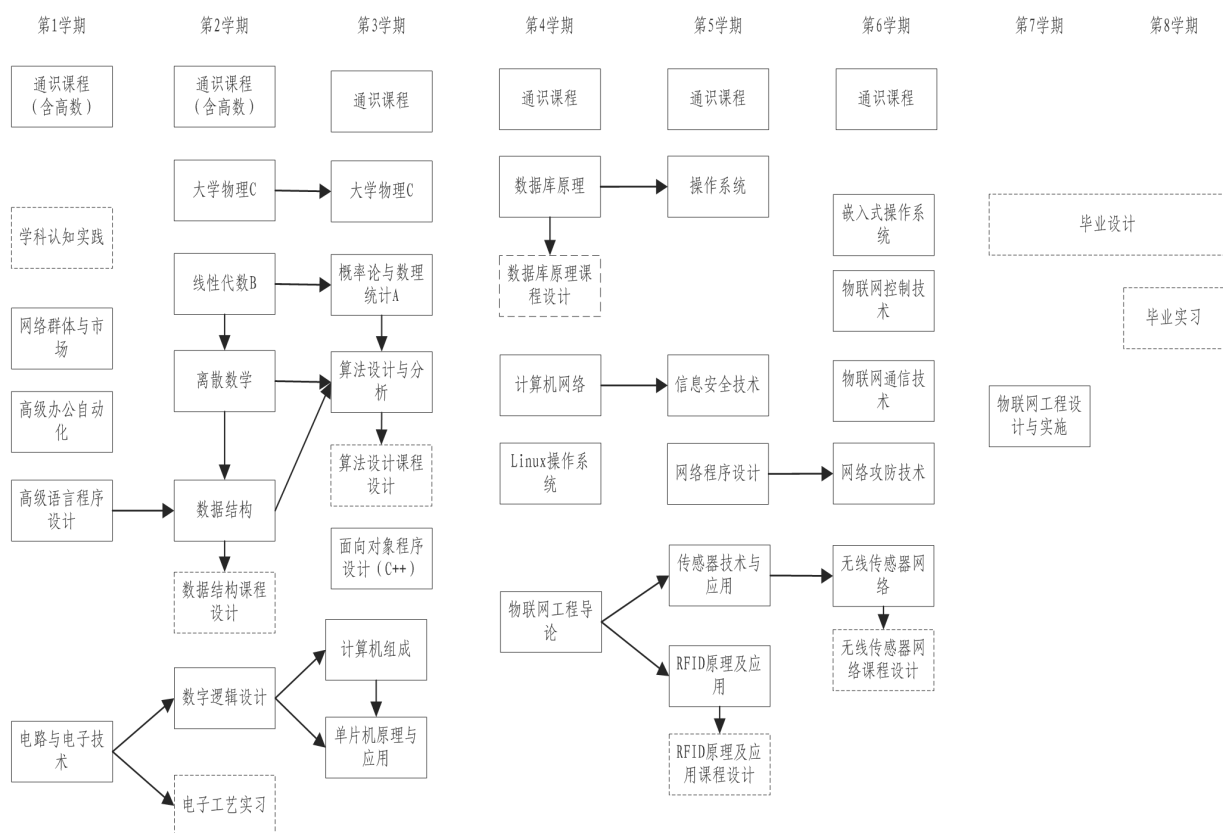 第1学期
第2学期
第3学期
第4学期
第5学期
第6学期
第7学期
第8学期
通识课程
（含高数）
通识课程
（含高数）
通识课程
通识课程
通识课程
通识课程
大学物理C
大学物理C
数据库原理
操作系统
学科认知实践
嵌入式操作系
统
毕业设计
线性代数B
概率论与数理
统计A
数据库原理课
程设计
物联网控制技
术
网络群体与市
场
毕业实习
离散数学
算法设计与分
析
计算机网络
信息安全技术
物联网通信技
术
高级办公自动
化
物联网工程设
计与实施
算法设计课程
设计
Linux操作系
统
网络程序设计
网络攻防技术
高级语言程序
设计
数据结构
面向对象程序
设计（C++）
传感器技术与
应用
无线传感器网
络
数据结构课程
设计
物联网工程导
论
计算机组成
RFID原理及应
用
无线传感器网
络课程设计
数字逻辑设计
电路与电子技
术
单片机原理与
应用
RFID原理及应
用课程设计
电子工艺实习